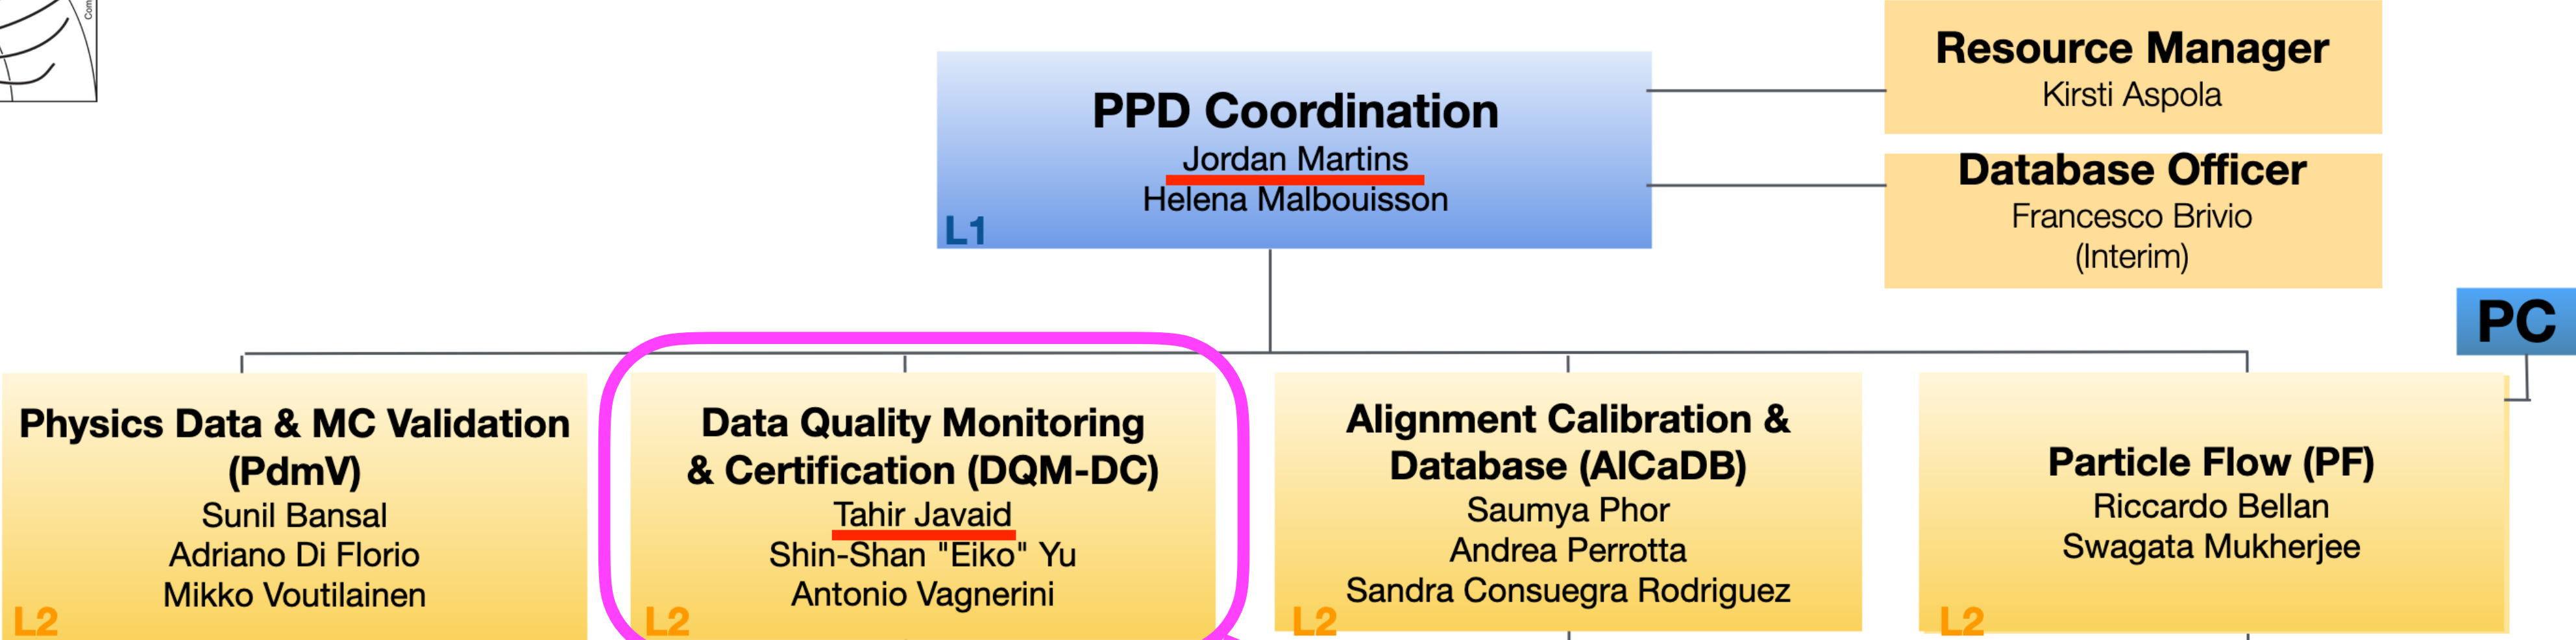 Com
PPD Coordination
Jordan Martins
Helena Malbouisson
L1
Resource Manager
Kirsti Aspola
Database Officer
Francesco Brivio
(Interim)
PC
Physics Data & MC Validation
(PdmV)
Sunil Bansal
Adriano Di Florio
Mikko Voutilainen
L2
Data Quality Monitoring
& Certification (DQM-DC)
Tahir Javaid
Shin-Shan "Eiko" Yu
Antonio Vagnerini
L2
Alignment Calibration &
Database (AlCaDB)
Saumya Phor
Andrea Perrotta
Sandra Consuegra Rodriguez
L2
Particle Flow (PF)
Riccardo Bellan
Swagata Mukherjee
L2